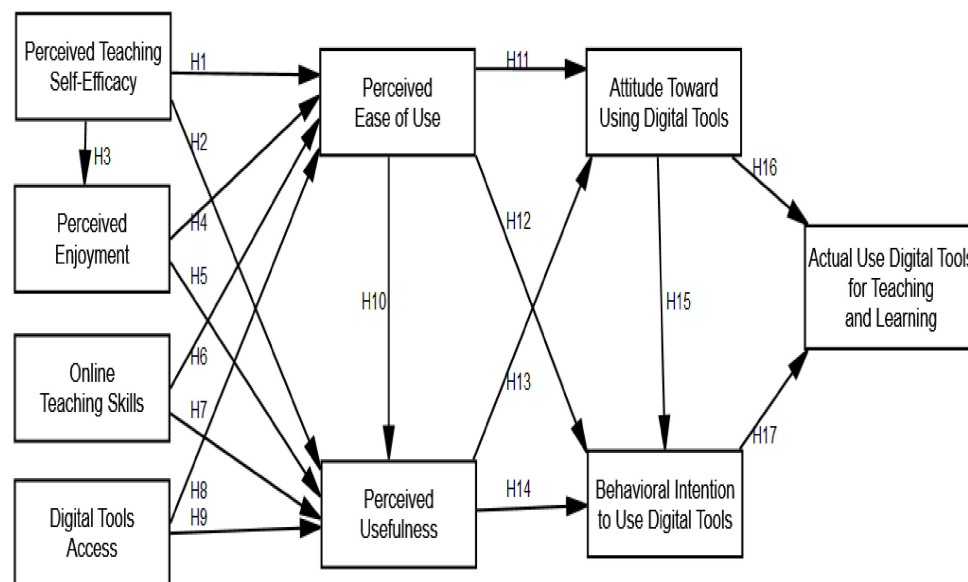 Perceived Teaching
Self-Efficacy
H1
H2
H3
Perceived
Enjoyment
H4
H5
Online
Teaching Skills
H6
H7
Digital Tools
Access
H8
H9
Perceived
Ease of Use
H10
Perceived
Usefulness
H11
H12
H13
H14
Attitude Toward
Using Digital Tools
H15
Behavioral Intention
to Use Digital Tools
H16
H17
Actual Use Digital Tools
for Teaching
and Learning